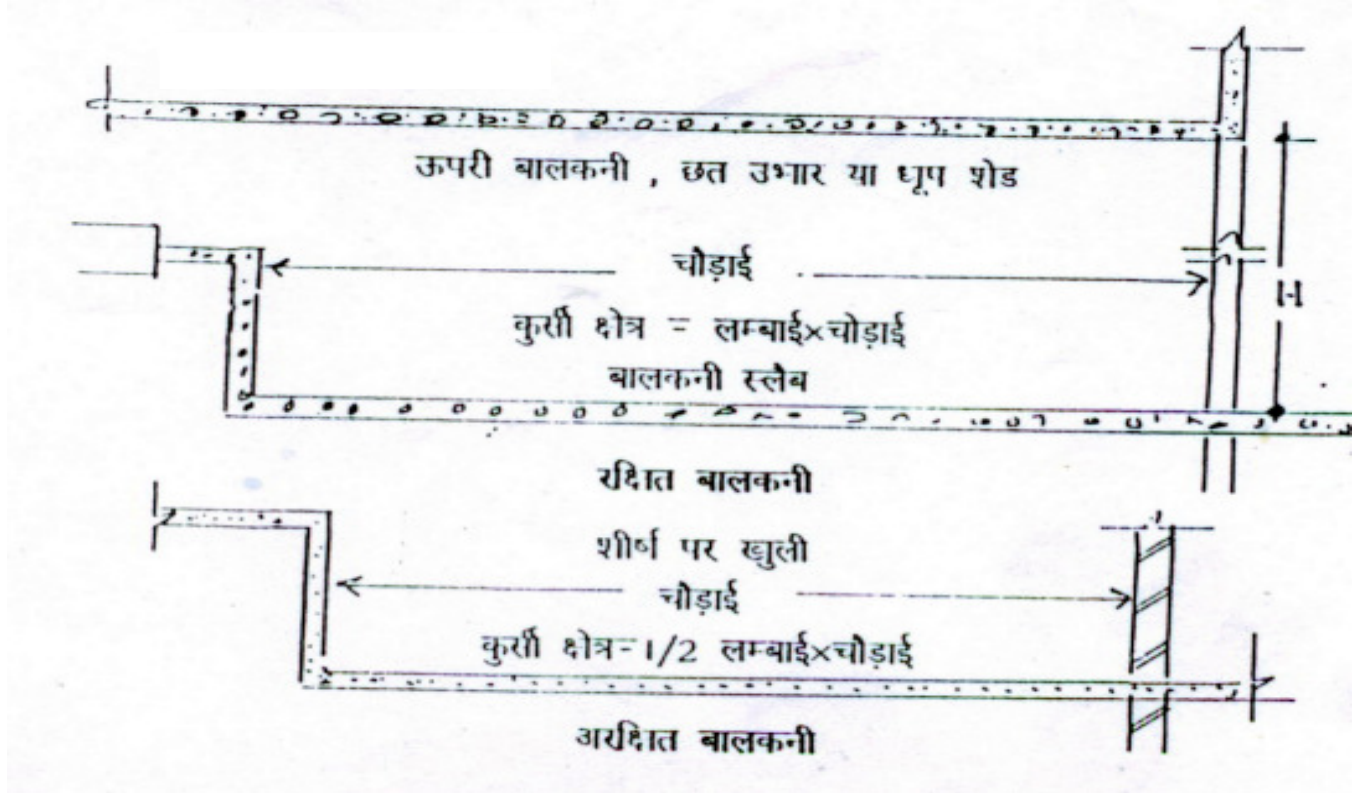 ऊपरी बालकनी , छत उभार या धूप शेड
चौड़ाई
H
कुर्सी क्षेत्र = लम्बाई×चोड़ाई
बालकनी स्लैब
रक्षित बालकनी
शीर्ष पर खुली
चौड़ाई
कुर्सी क्षेत्र-1/2 लम्बाई×चौड़ाई
अरक्षित बालकनी